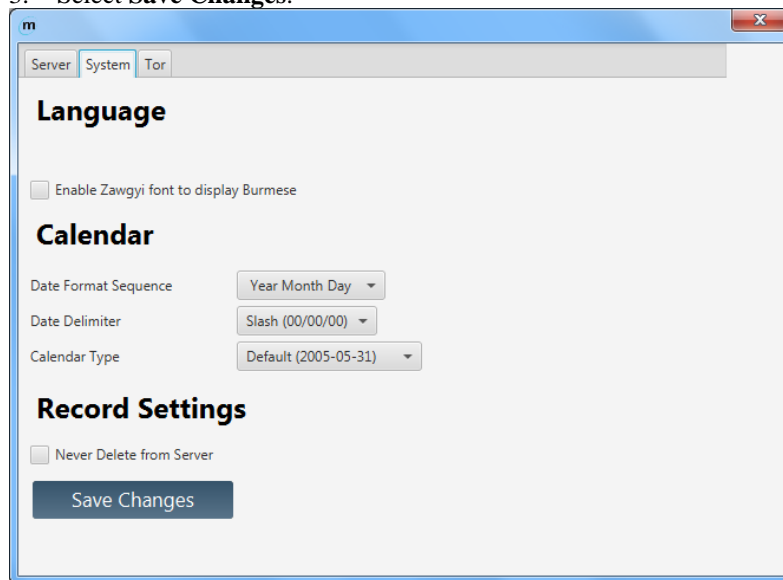 3. Select Save Changes.
m
Server System Tor
Language
Enable Zawgyi font to display Burmese
Calendar
Date Format Sequence Year Month Day
Date Delimiter Slash (00/00/00)
Calendar Type Default (2005-05-31)
Record Settings
Never Delete from Server
Save Changes